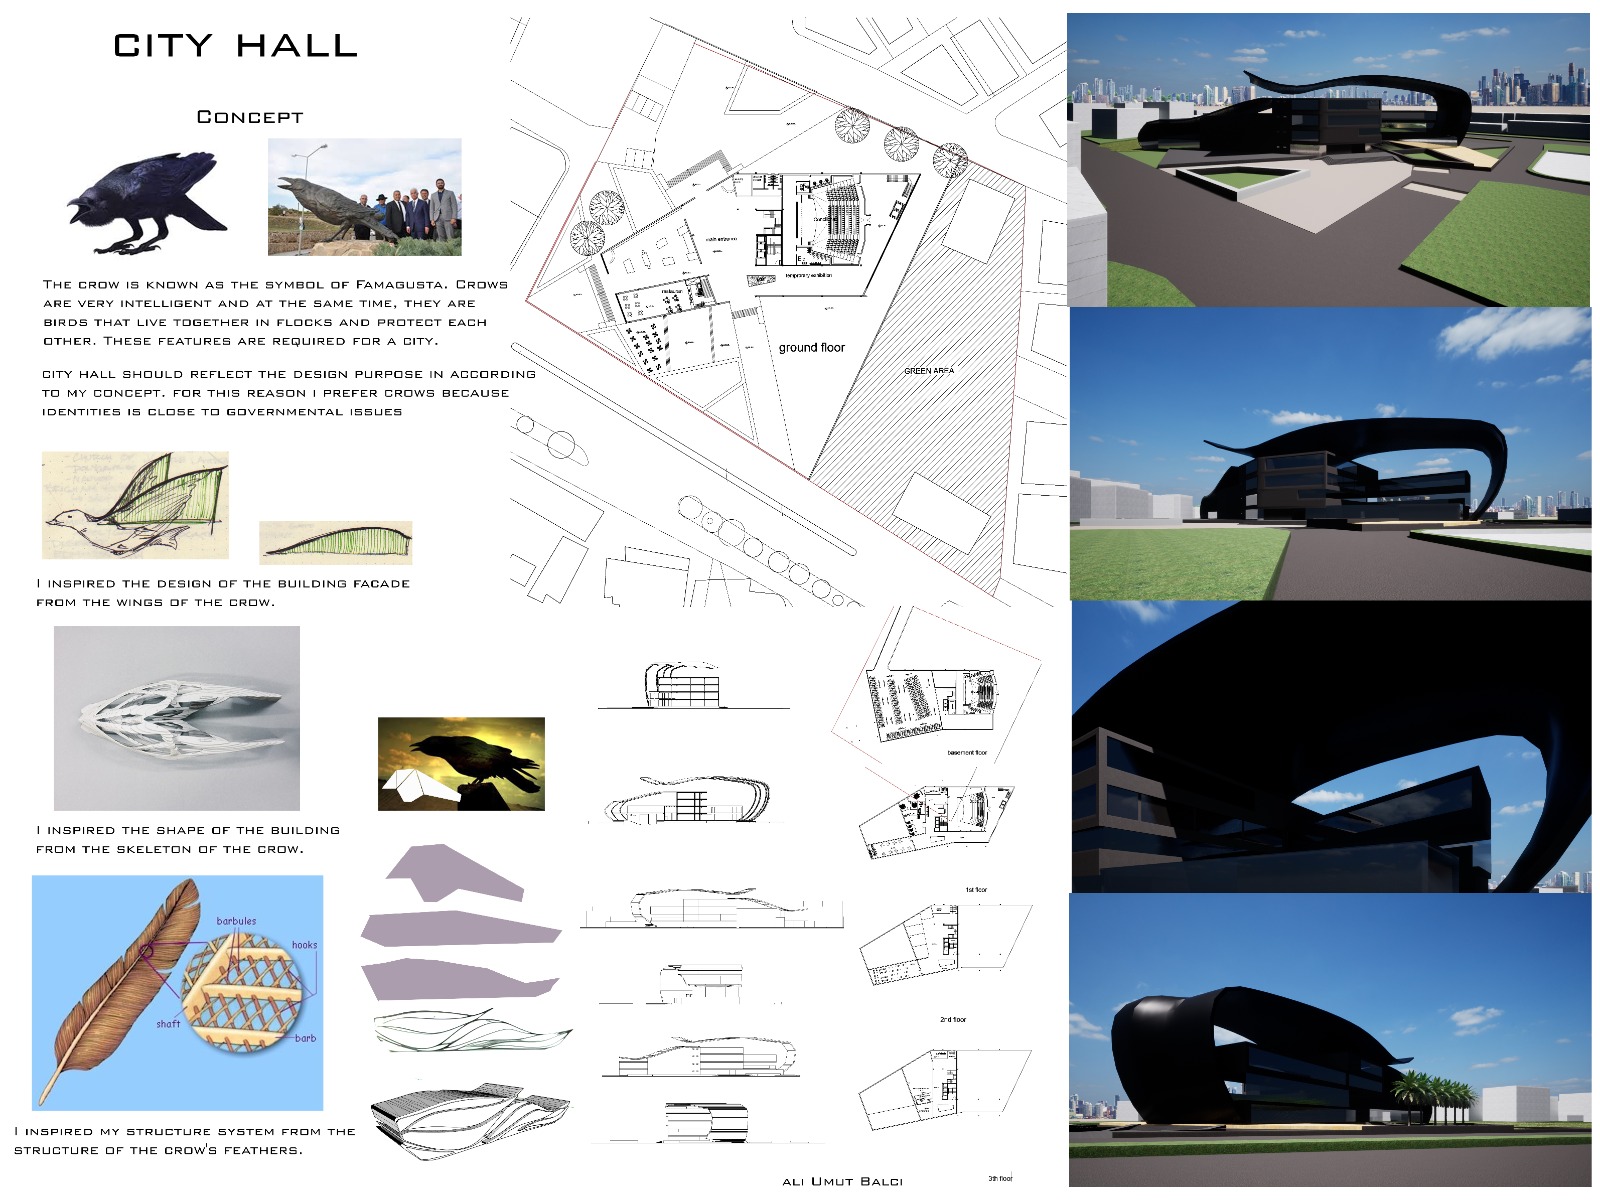 CITY HALL
CONCEPT
THE CROW IS KNOWN AS THE SYMBOL OF FAMAGUSTA. CROWS
ARE VERY INTELLIGENT AND AT THE SAME TIME, THEY ARE
BIRDS THAT LIVE TOGETHER IN FLOCKS AND PROTECT EACH
OTHER. THESE FEATURES ARE REQUIRED FOR A CITY.
CITY HALL SHOULD REFLECT THE DESIGN PURPOSE IN ACCORDING
TO MY CONCEPT. FOR THIS REASON I PREFER CROWS BECAUSE
IDENTITIES IS CLOSE TO GOVERNMENTAL ISSUES
I INSPIRED THE DESIGN OF THE BUILDING FACADE
FROM THE WINGS OF THE CROW.
I INSPIRED THE SHAPE OF THE BUILDING
FROM THE SKELETON OF THE CROW.
barbules
hooks
shaft
barb
I INSPIRED MY STRUCTURE SYSTEM FROM THE
STRUCTURE OF THE CROW'S FEATHERS.
main entrance
temporary exhibition
restaurant
ground floor
GREEN AREA
basement floor
1st floor
2nd floor
3th floor
ALI UMUT BALCI